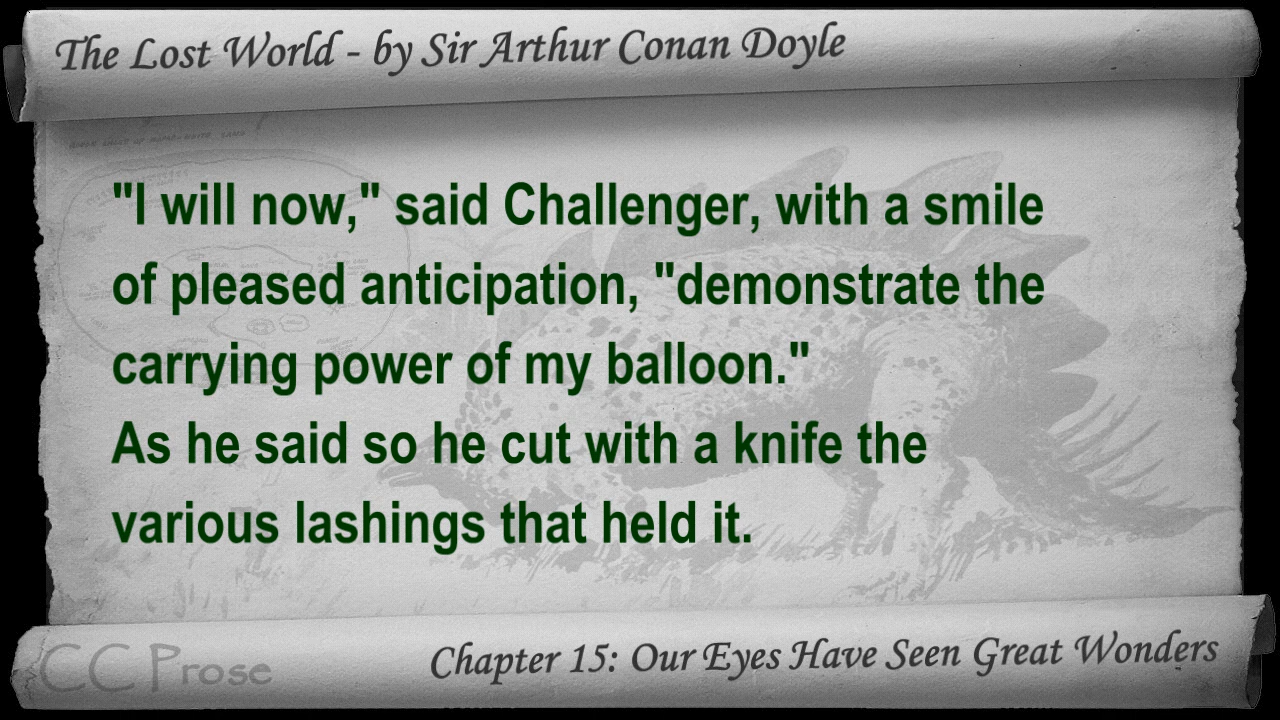 The Lost World - by Sir Arthur Conan Doyle
"I will now," said Challenger, with a smile
of pleased anticipation, "demonstrate the
carrying power of my balloon."
As he said so he cut with a knife the
various lashings that held it.
CC Prose
Chapter 15: Our Eyes Have Seen Great Wonders